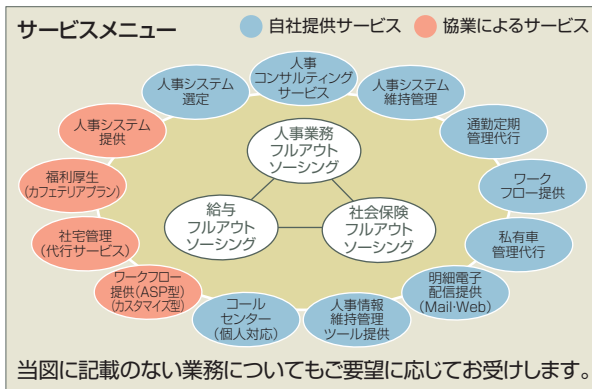 サービスメニュー
自社提供サービス
協業によるサービス
人事
コンサルティング
サービス
人事システム
選定
人事システム
維持管理
人事システム
提供
通勤定期
管理代行
人事業務
フルアウト
ソーシング
福利厚生
(カフェテリアプラン)
ワーク
フロー提供
給与
フルアウト
ソーシング
社会保険
フルアウト
ソーシング
社宅管理
(代行サービス)
私有車
管理代行
ワークフロー
提供(ASP型)
(カスタマイズ型)
コール
センター
(個人対応)
人事情報
維持管理
ツール提供
明細電子
配信提供
(Mail・Web)
当図に記載のない業務についてもご要望に応じてお受けします。